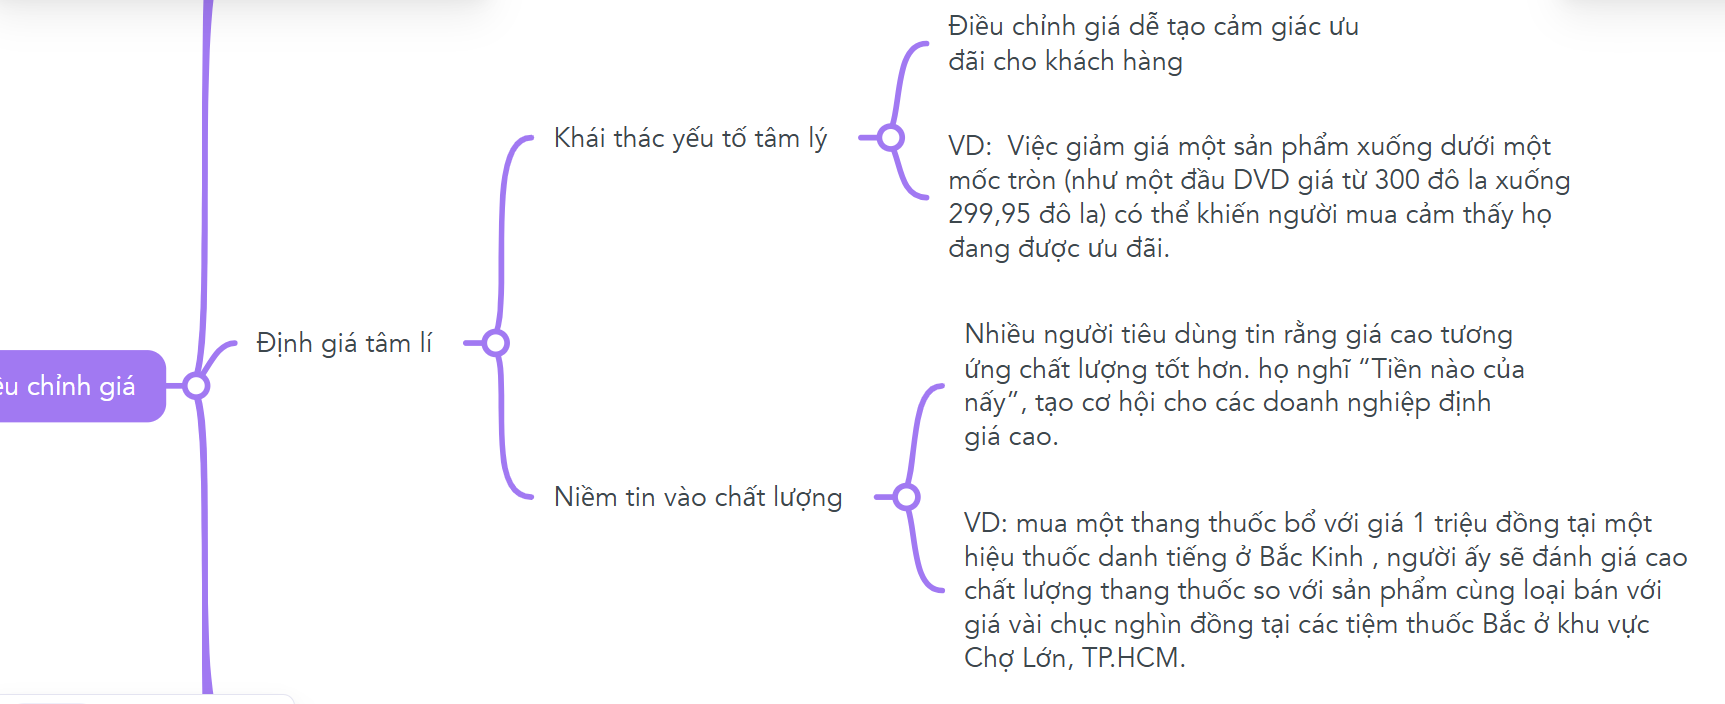 Điều chỉnh giá dễ tạo cảm giác ưu
đãi cho khách hàng
Khái thác yếu tố tâm lý
VD:  Việc giảm giá một sản phẩm xuống dưới một
mốc tròn (như một đầu DVD giá từ 300 đô la xuống
299,95 đô la) có thể khiến người mua cảm thấy họ
đang được ưu đãi.
Định giá tâm lí
chỉnh giá
Nhiều người tiêu dùng tin rằng giá cao tương
ứng chất lượng tốt hơn. họ nghĩ “Tiền nào của
nấy”, tạo cơ hội cho các doanh nghiệp định
giá cao.
Niềm tin vào chất lượng
VD: mua một thang thuốc bổ với giá 1 triệu đồng tại một
hiệu thuốc danh tiếng ở Bắc Kinh , người ấy sẽ đánh giá cao
chất lượng thang thuốc so với sản phẩm cùng loại bán với
giá vài chục nghìn đồng tại các tiệm thuốc Bắc ở khu vực
Chợ Lớn, TP.HCM.